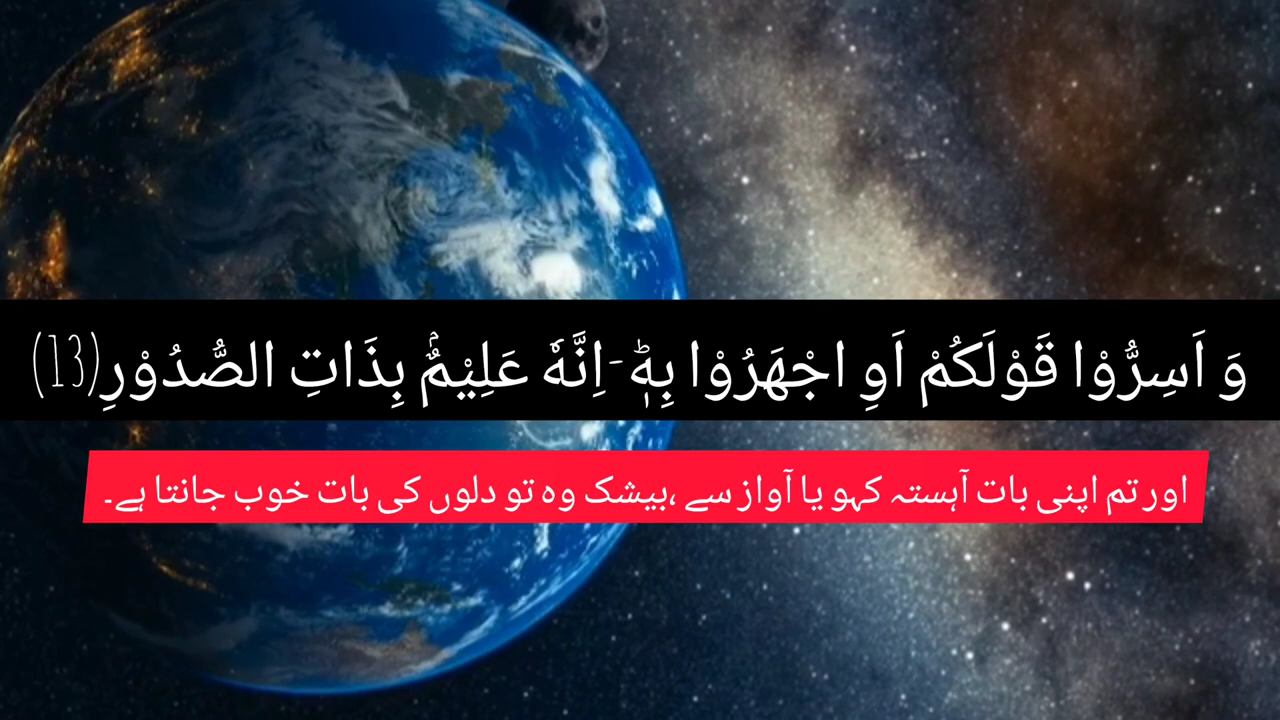 وَ اَسِرُّوْا قَوْلَكُمْ اَوِ اجْهَرُوْا بِهٖؕ-اِنَّهٗ عَلِیْمٌۢ بِذَاتِ الصُّدُوْرِ(13)
اور تم اپنی بات آہستہ کہو یا آواز سے ،بیشک وہ تو دلوں کی بات خوب جانتا ہے۔